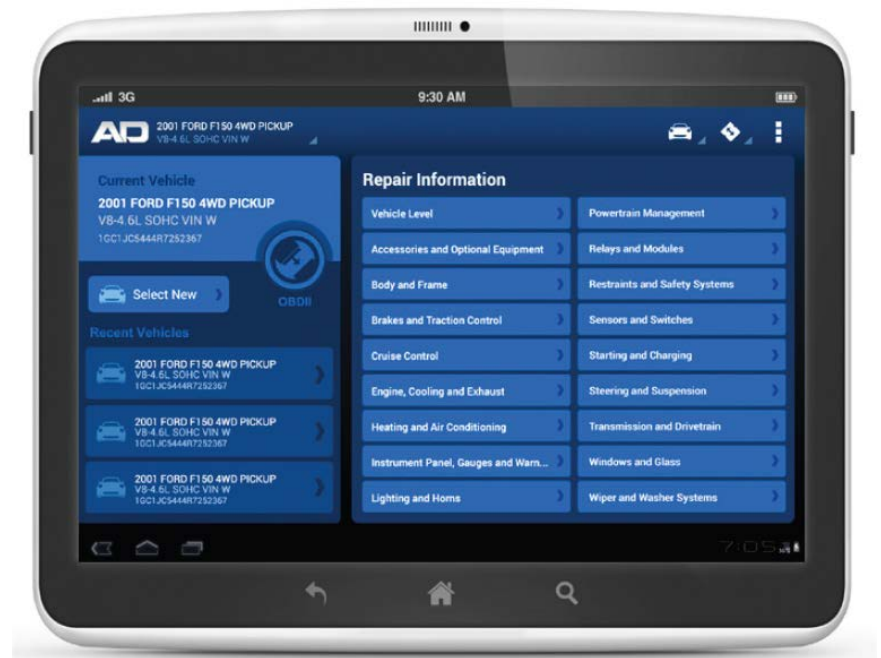 3G
9:30 AM
AD
2001 FORD F150 4WD PICKUP
V8-4.6L SOHC VIN W
Current Vehicle
2001 FORD F150 4WD PICKUP
V8-4.6L SOHC VIN W
1GC1JC5444R7252367
OBDII
Select New
Recent Vehicles
2001 FORD F150 4WD PICKUP
V8-4.6L SOHC VIN W
1GC1JC5444R7252367
2001 FORD F150 4WD PICKUP
V8-4.6L SOHC VIN W
1GC1JC5444R7252367
2001 FORD F150 4WD PICKUP
V8-4.6L SOHC VIN W
1GC1JC5444R7252367
Repair Information
Vehicle Level
Accessories and Optional Equipment
Body and Frame
Brakes and Traction Control
Cruise Control
Engine, Cooling and Exhaust
Heating and Air Conditioning
Instrument Panel, Gauges and Warn...
Lighting and Horns
Powertrain Management
Relays and Modules
Restraints and Safety Systems
Sensors and Switches
Starting and Charging
Steering and Suspension
Transmission and Drivetrain
Windows and Glass
Wiper and Washer Systems
7:05